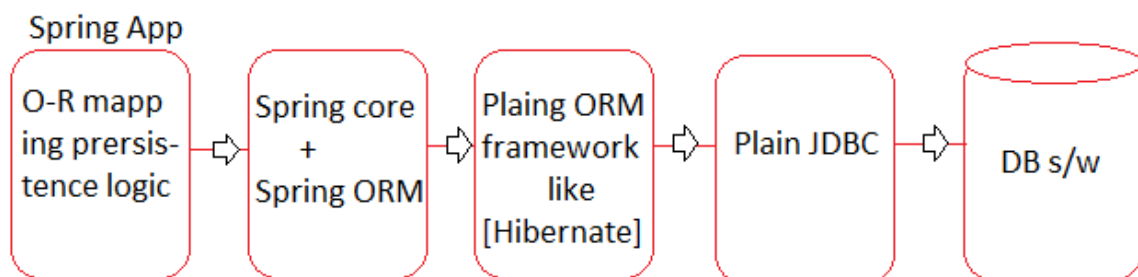 Spring App
O-R mapp
ing prersis-
tence logic
Spring core
+
Spring ORM
Plaing ORM
framework
like
[Hibernate]
Plain JDBC
DB s/w